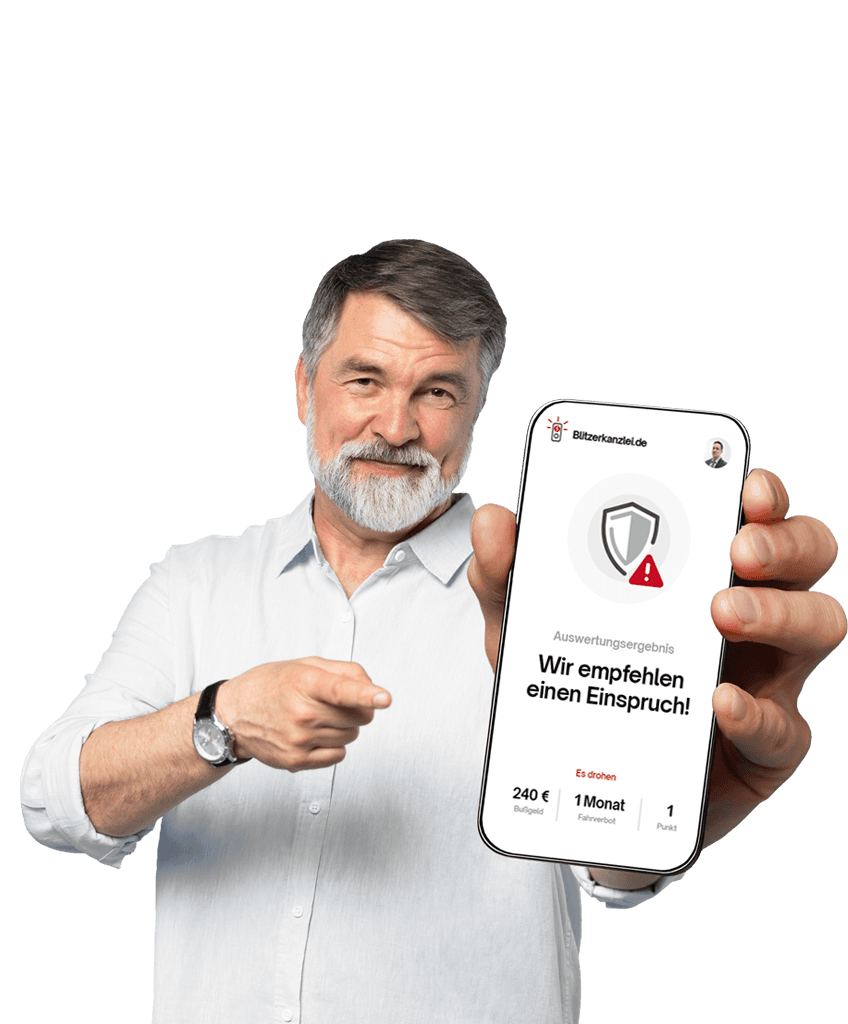 Blitzerkanzlei.de
Auswertungsergebnis
Wir empfehlen
einen Einspruch!
Es drohen
240 € 1 Monat 1
Bußgeld Fahrverbot Punkt